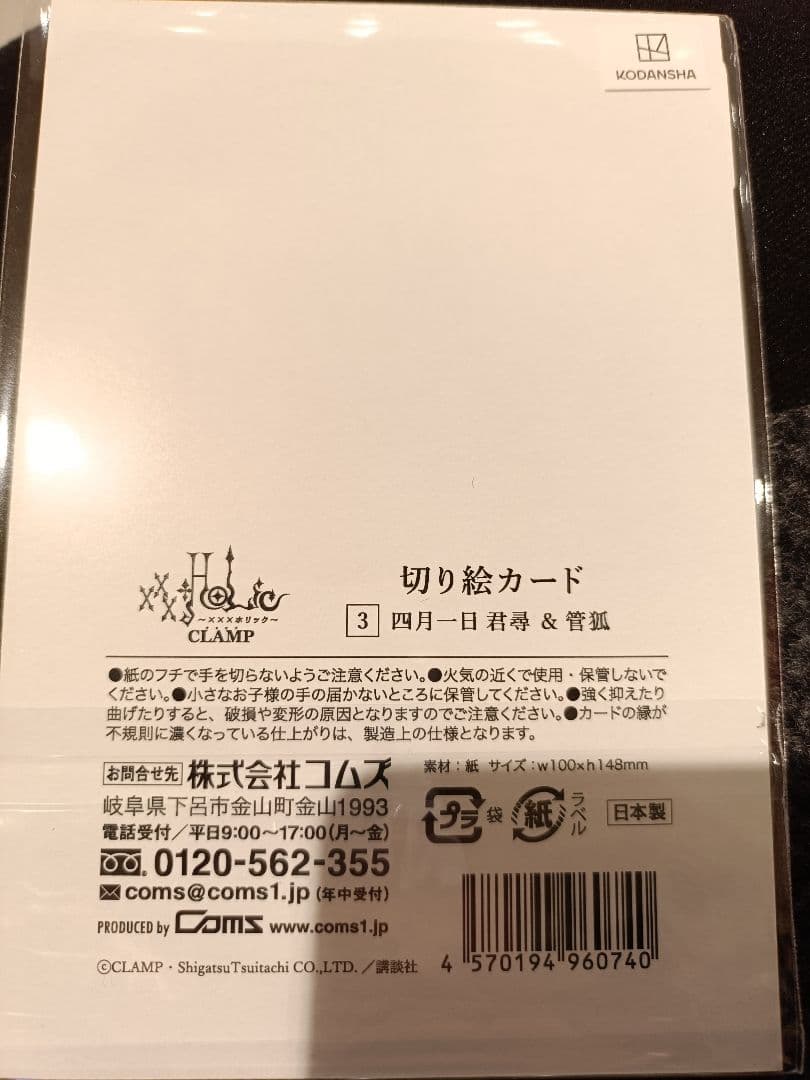 KODANSHA
×××HOLiC
〜×××ホリック〜
CLAMP
切り絵カード
3 四月一日 君尋 & 管狐
●紙のフチで手を切らないようご注意ください。●火気の近くで使用・保管しないで
ください。●小さなお子様の手の届かないところに保管してください。●強く抑えたり
曲げたりすると、破損や変形の原因となりますのでご注意ください。●カードの縁が
不規則に濃くなっている仕上がりは、製造上の仕様となります。
お問合せ先 株式会社コムズ
岐阜県下呂市金山町金山1993
電話受付/平日9:00〜17:00(月〜金)
0120-562-355
coms@coms1.jp (年中受付)
PRODUCED by Coms www.coms1.jp
©CLAMP・ShigatsuTsuitachi CO.,LTD. /講談社
素材:紙 サイズ:w100×h148mm
プラ 袋 紙 ラベル 日本製
4 570194 960740